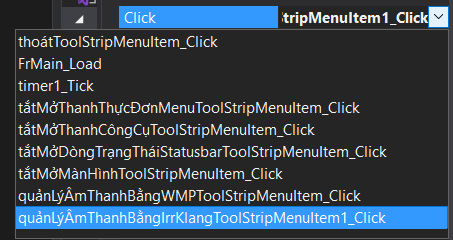 Click
tripMenuItem1_Click
thoátToolStripMenuItem_Click
FrMain_Load
timer1_Tick
tắtMởThanhThựcĐơnMenuToolStripMenuItem_Click
tắtMởThanhCôngCụToolStripMenuItem_Click
tắtMởDòngTrạngTháiStatusbarToolStripMenuItem_Click
tắtMởMànHìnhToolStripMenuItem_Click
quảnLýÂmThanhBằngWMPToolStripMenuItem_Click
quảnLýÂmThanhBằngIrrKlangToolStripMenuItem1_Click